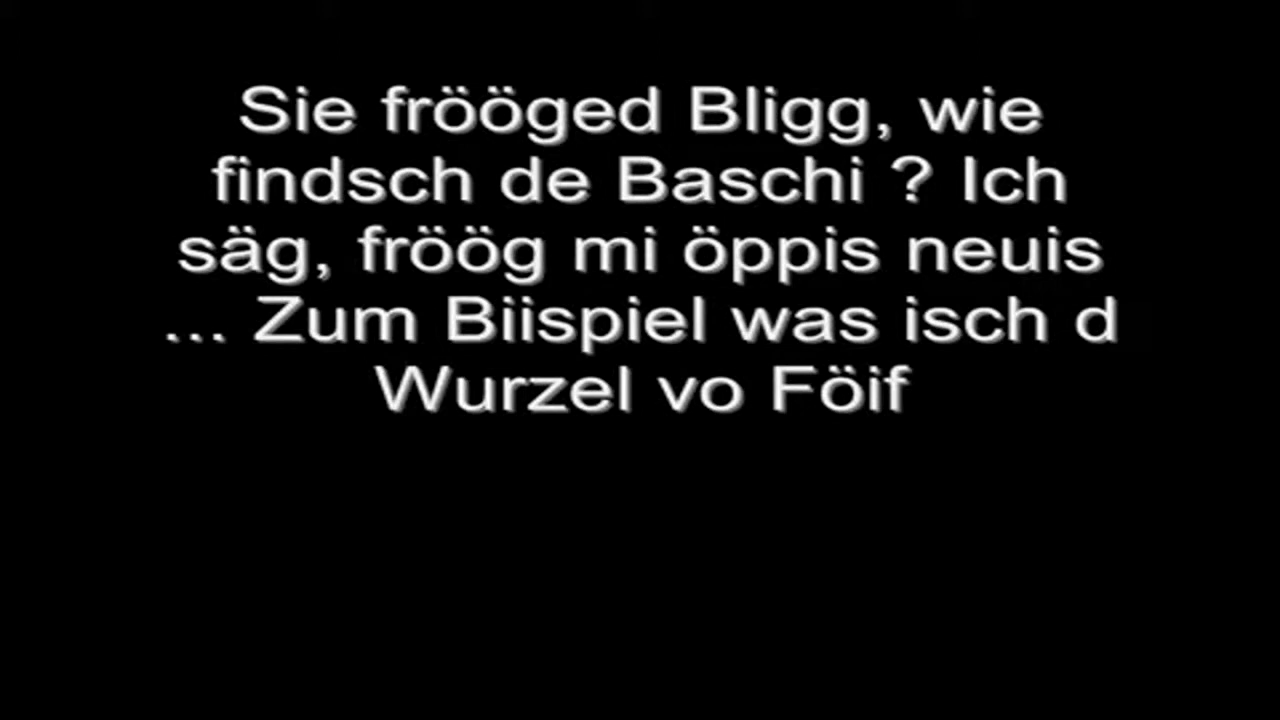 Sie frööged Bligg, wie
findsch de Baschi ? Ich
säg, fröög mi öppis neuis
... Zum Biispiel was isch d
Wurzel vo Föif